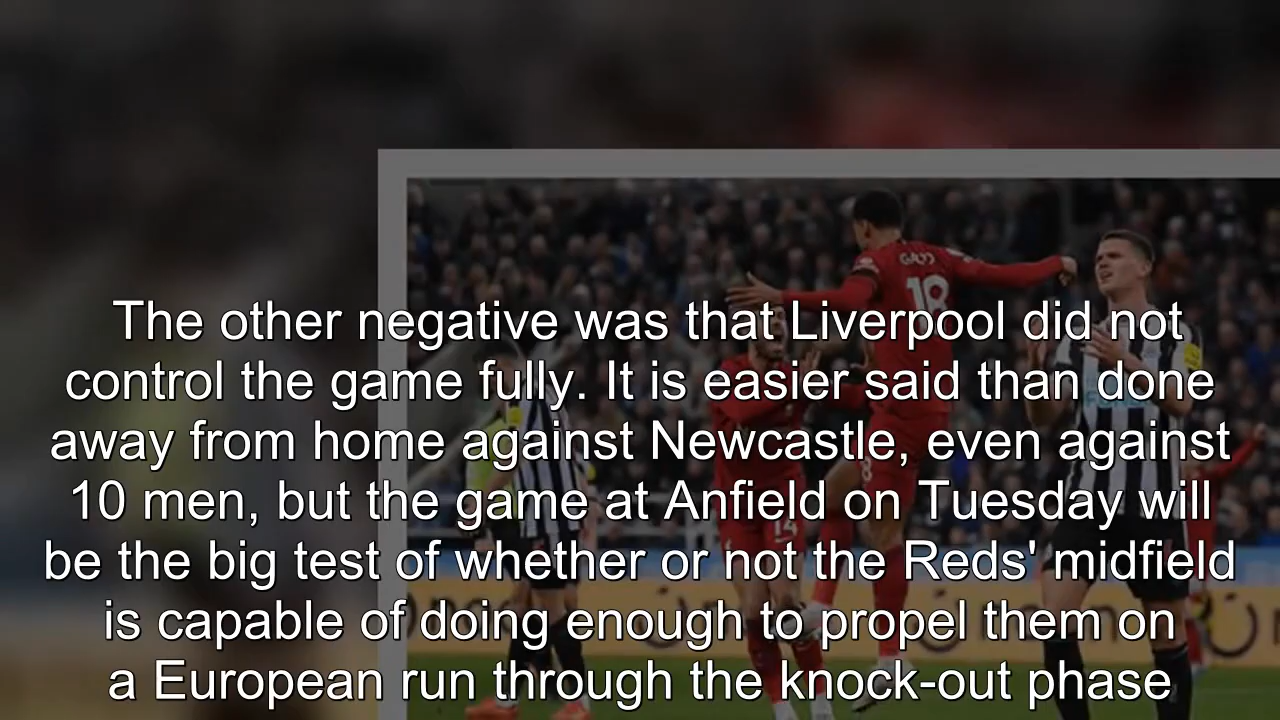 GAKPO
18
The other negative was that Liverpool did not
control the game fully. It is easier said than done
away from home against Newcastle, even against
10 men, but the game at Anfield on Tuesday will
be the big test of whether or not the Reds' midfield
is capable of doing enough to propel them on
a European run through the knock-out phase
14